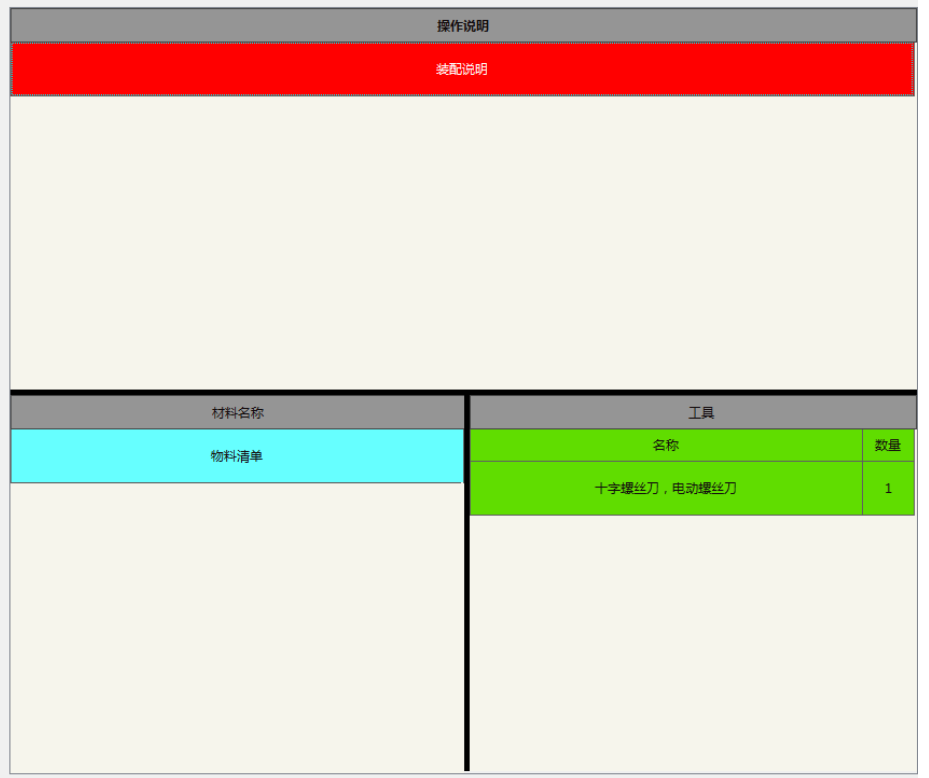 操作说明
装配说明
材料名称
工具
物料清单
名称 数量
十字螺丝刀，电动螺丝刀 1